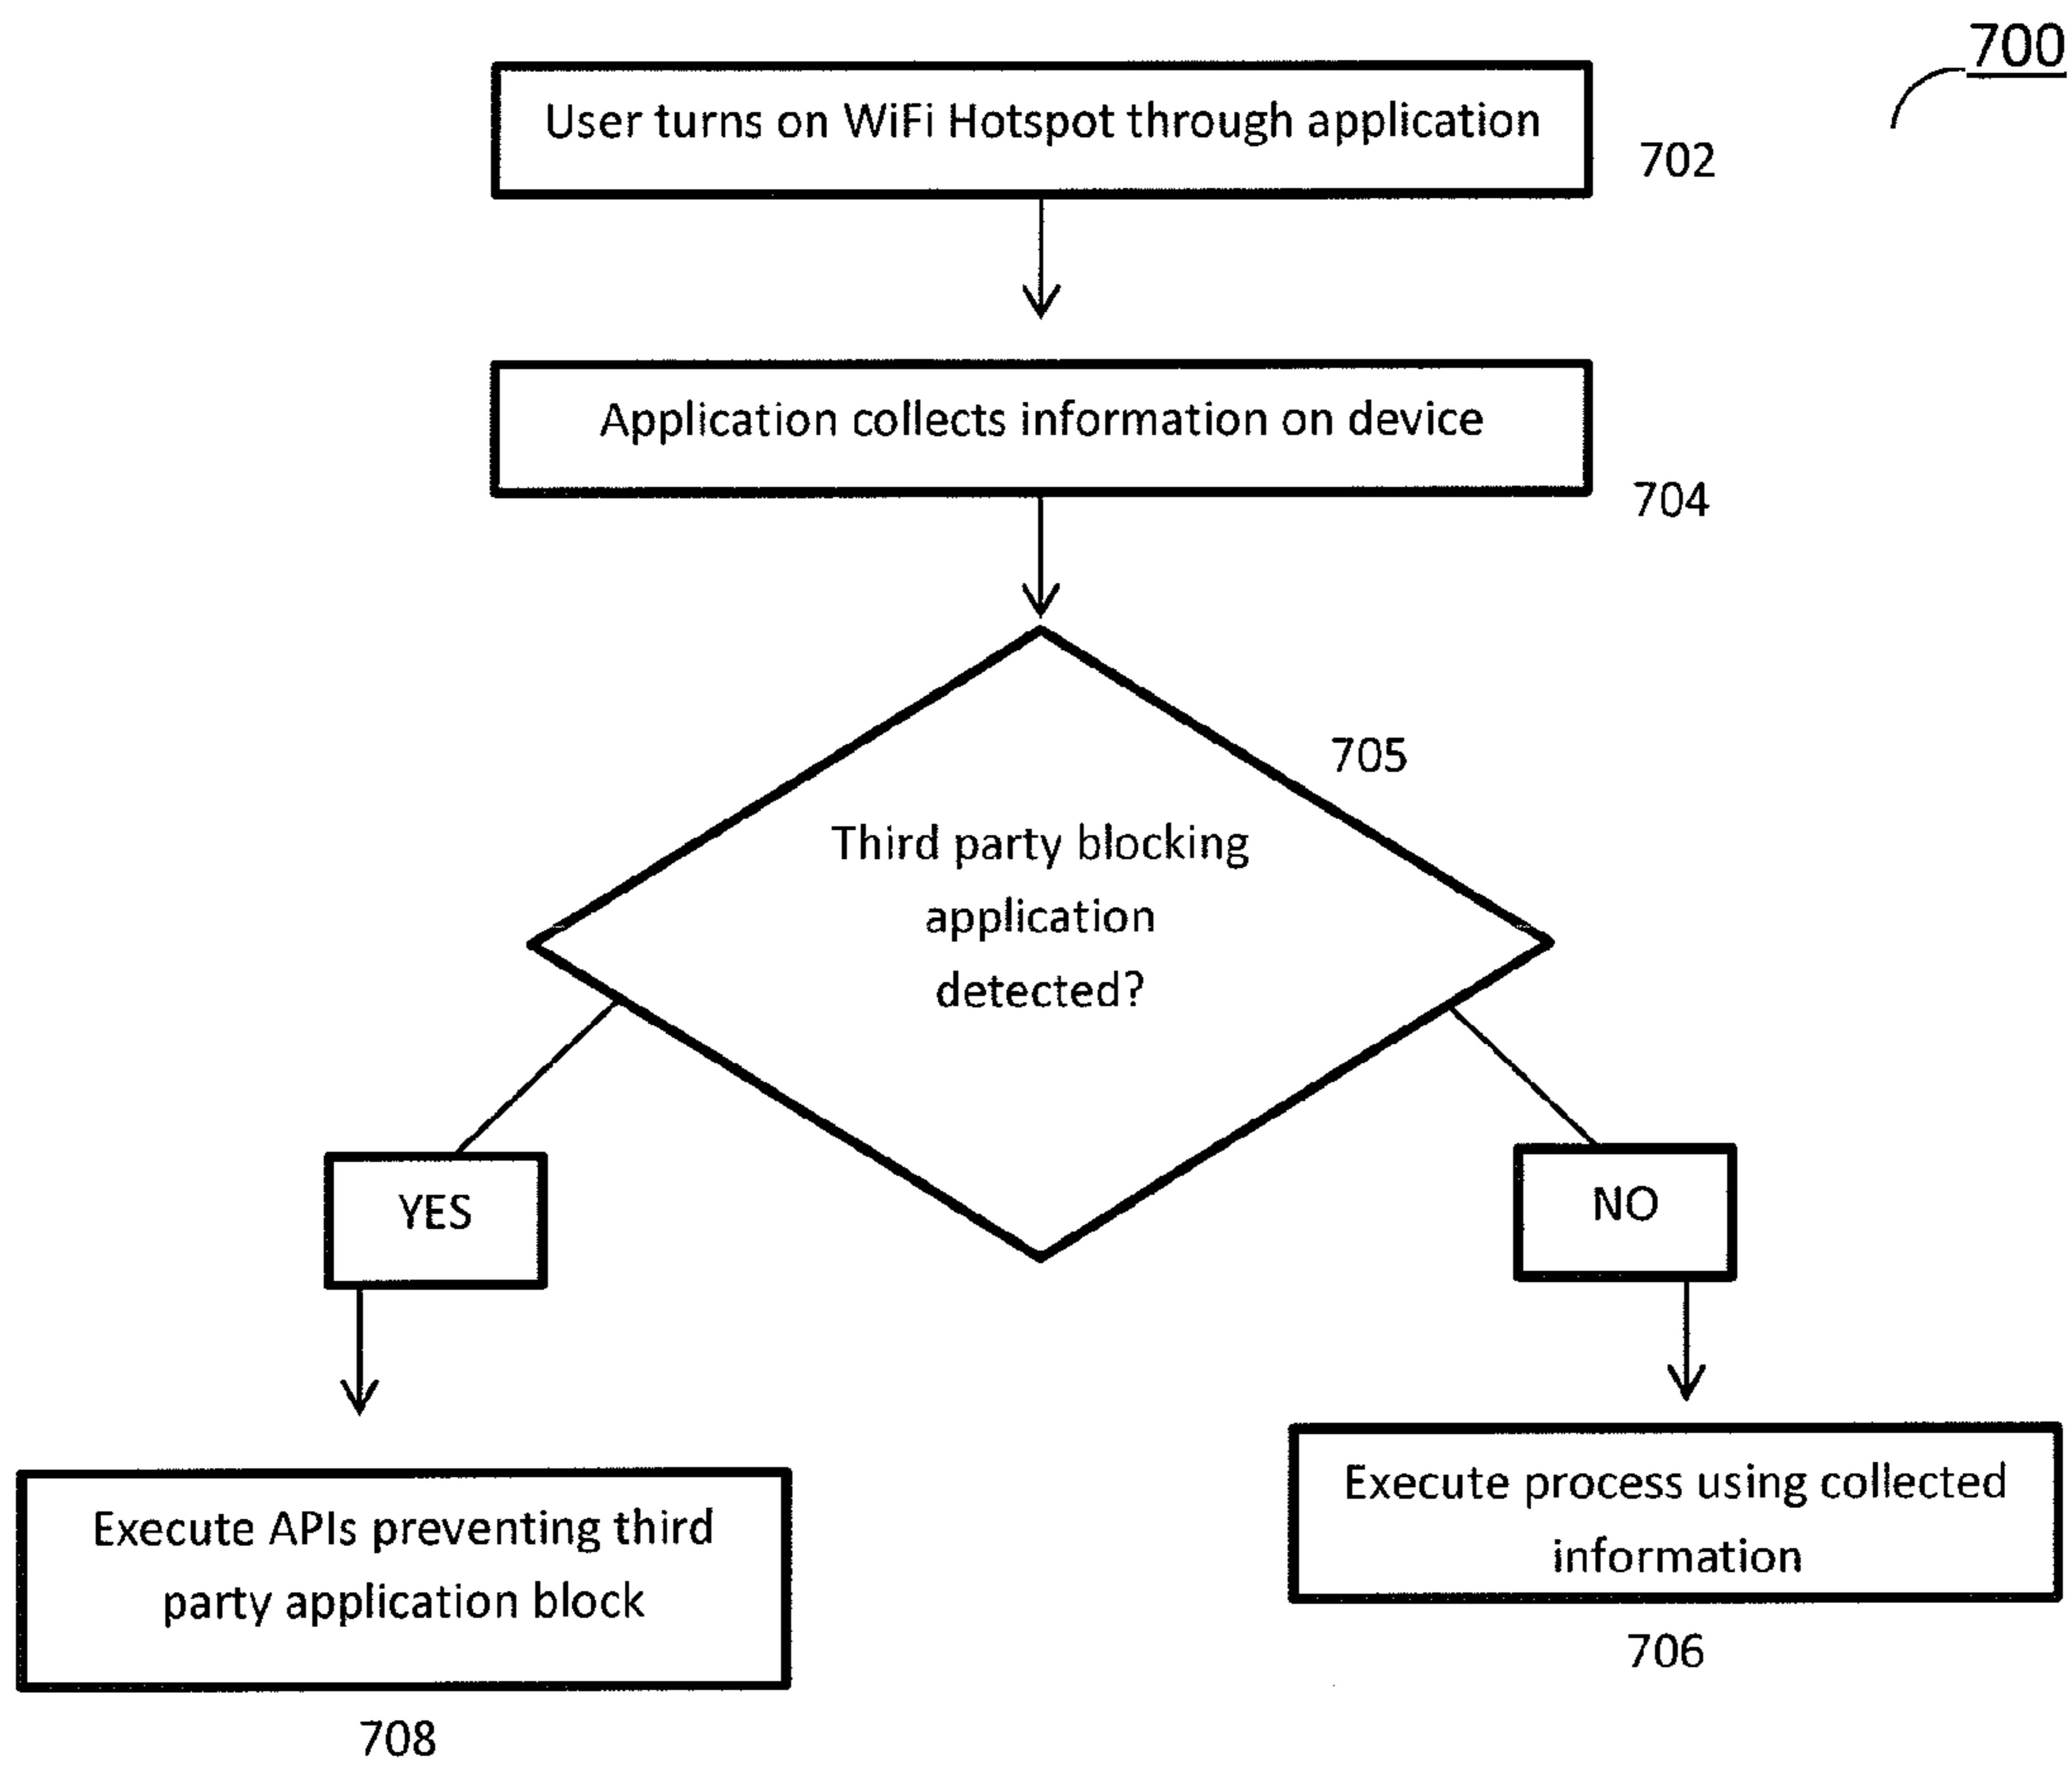 700
User turns on WiFi Hotspot through application
702
Application collects information on device
704
705
Third party blocking
application
detected?
YES
NO
Execute APIs preventing third
party application block
708
Execute process using collected
information
706